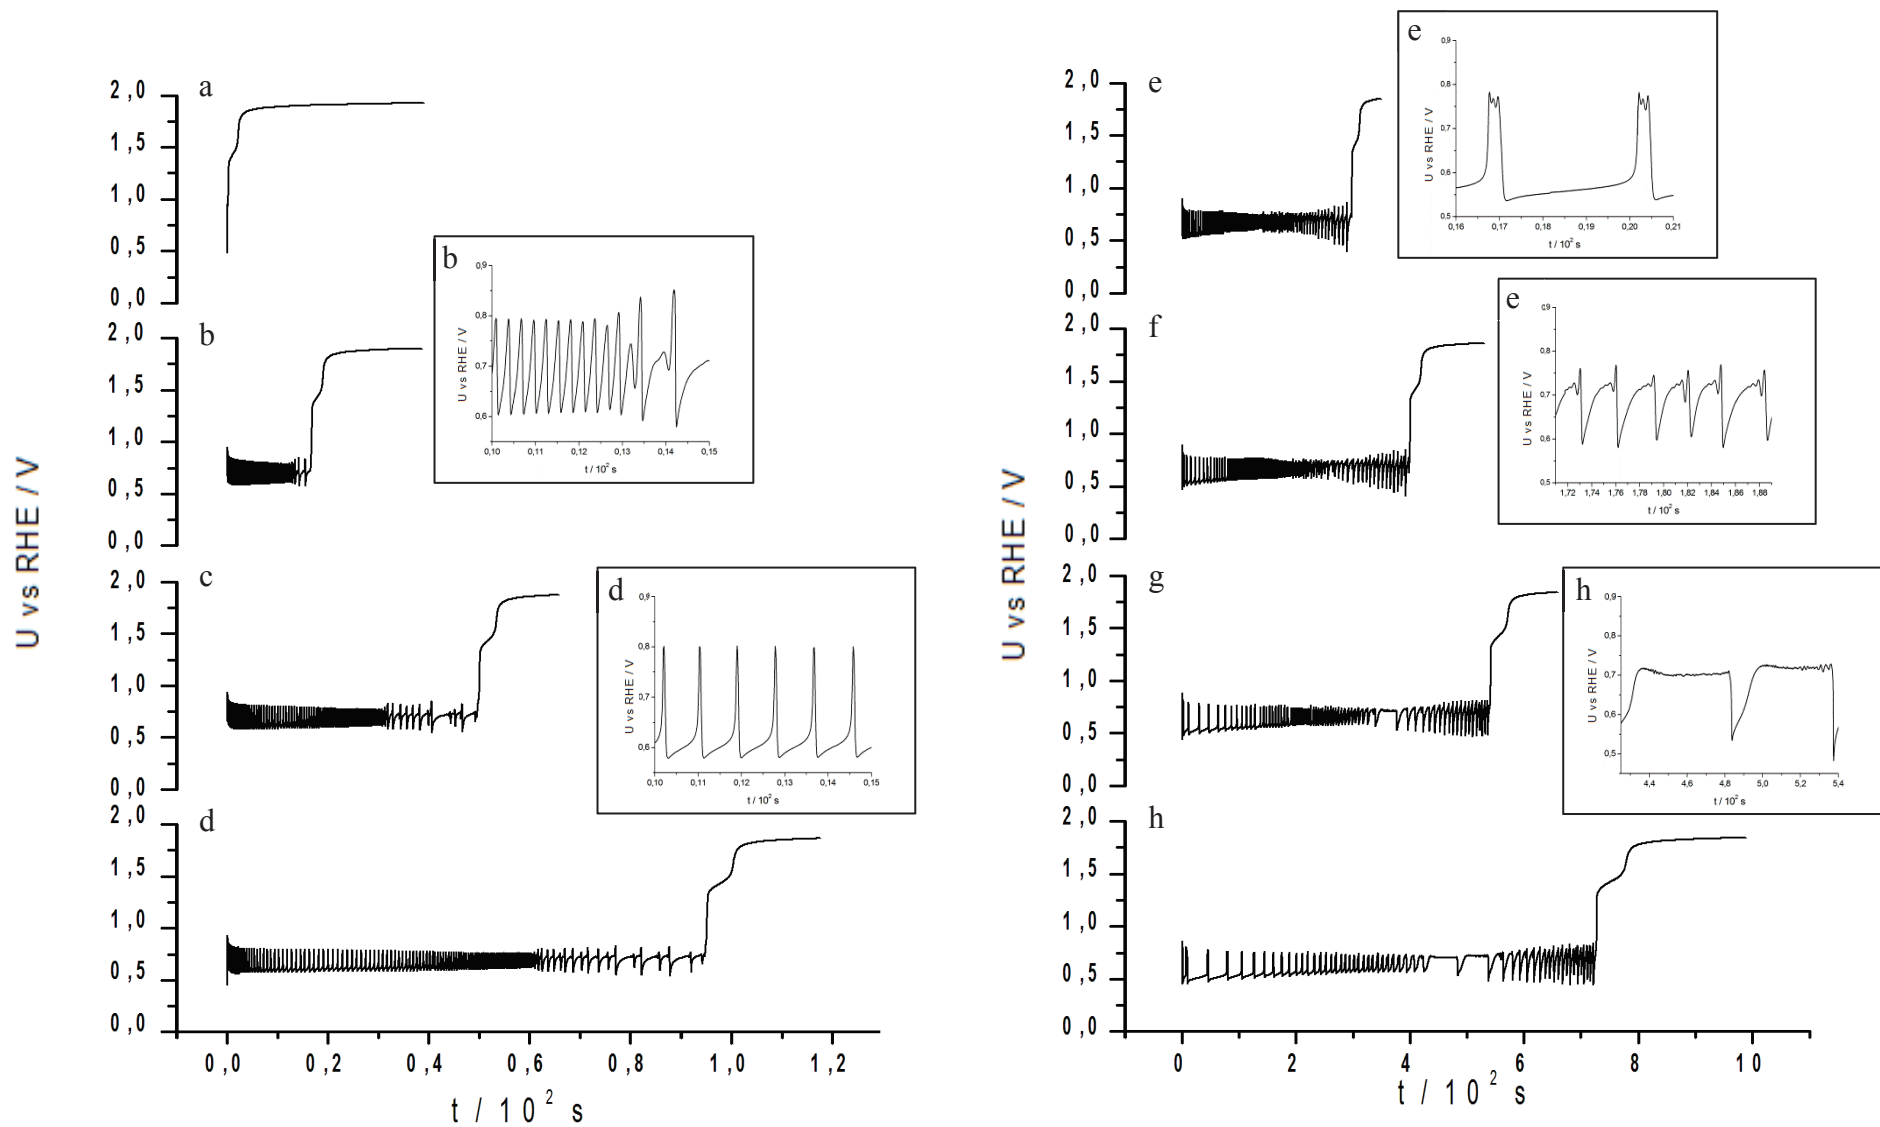 U vs RHE / V
a
2,0
1,5
1,0
0,5
0,0
b
2,0
1,5
1,0
0,5
0,0
b
U vs RHE / V
0,9
0,8
0,7
0,6
0,10 0,11 0,12 0,13 0,14 0,15
t / 10² s
c
2,0
1,5
1,0
0,5
0,0
d
U vs RHE / V
0,9
0,8
0,7
0,6
0,10 0,11 0,12 0,13 0,14 0,15
t / 10² s
d
2,0
1,5
1,0
0,5
0,0
0,0 0,2 0,4 0,6 0,8 1,0 1,2
t / 10² s
U vs RHE / V
e
2,0
1,5
1,0
0,5
0,0
e
U vs RHE / V
0,9
0,8
0,7
0,6
0,5
0,16 0,17 0,18 0,19 0,20 0,21
t / 10² s
f
2,0
1,5
1,0
0,5
0,0
e
U vs RHE / V
0,9
0,8
0,7
0,6
0,5
1,72 1,74 1,76 1,78 1,80 1,82 1,84 1,86 1,88
t / 10² s
g
2,0
1,5
1,0
0,5
0,0
h
U vs RHE / V
0,9
0,8
0,7
0,6
0,5
4,4 4,6 4,8 5,0 5,2 5,4
t / 10² s
h
2,0
1,5
1,0
0,5
0,0
0 2 4 6 8 10
t / 10² s